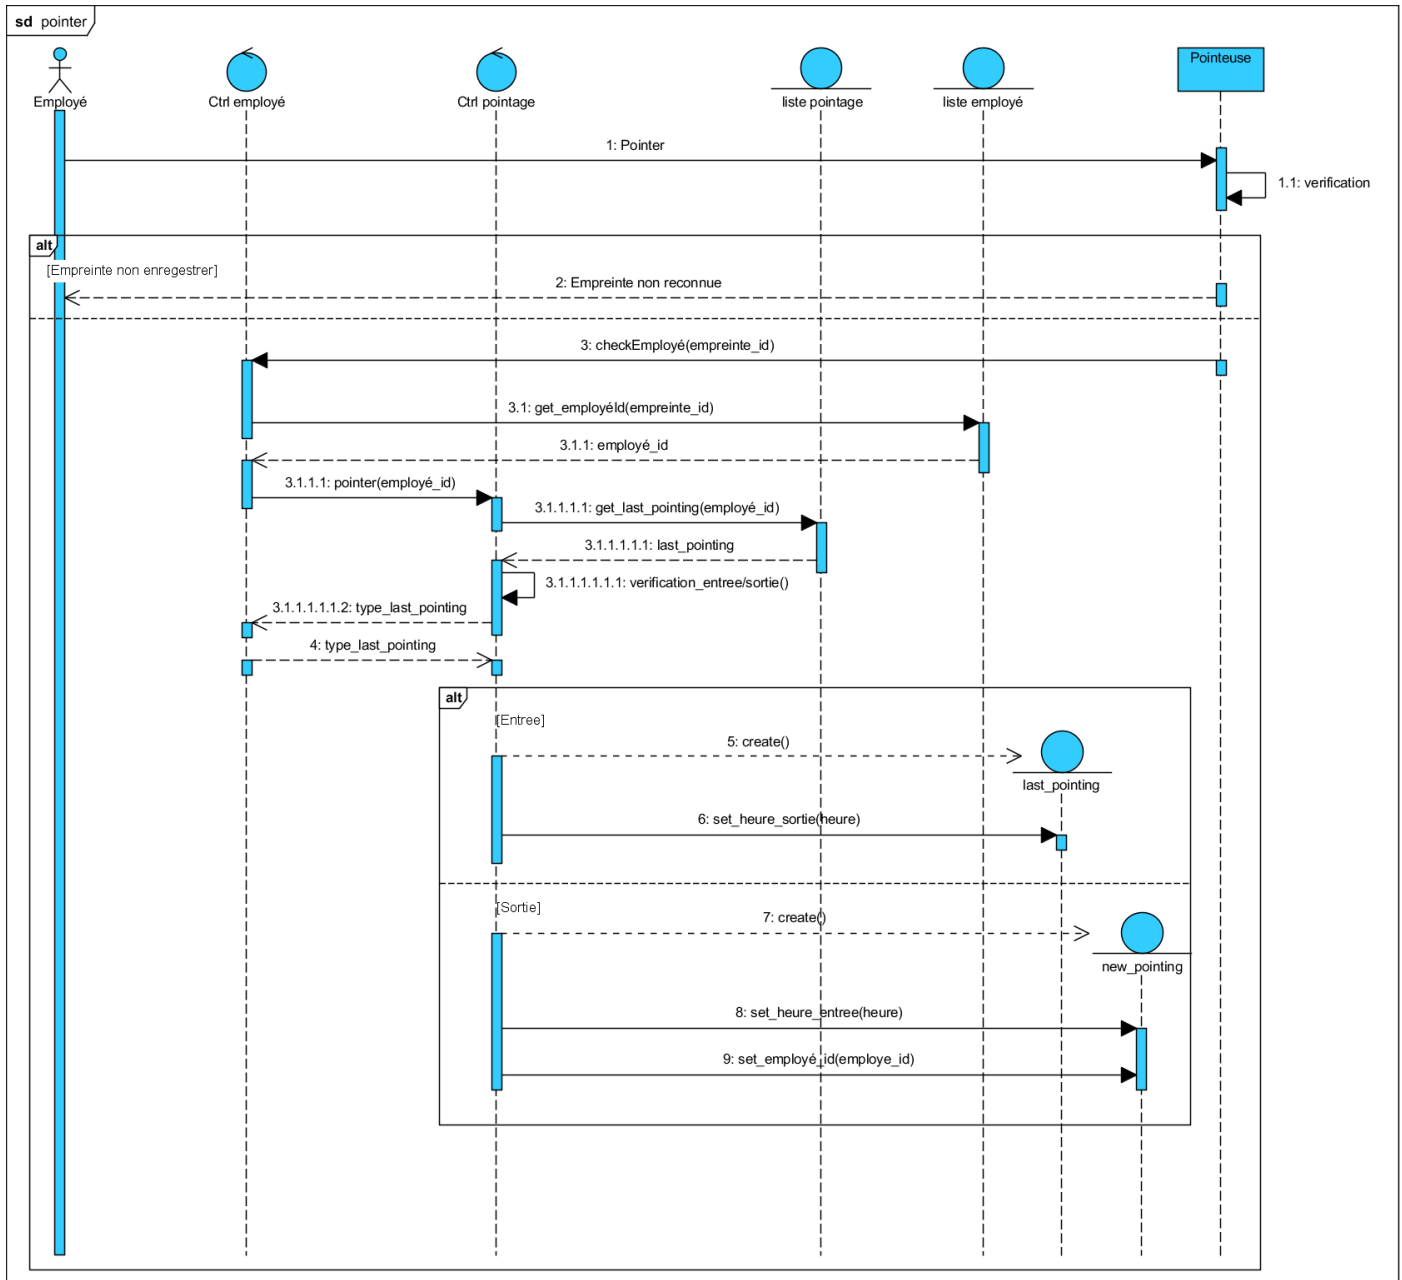 sd pointer
Employé
Ctrl employé
Ctrl pointage
liste pointage
liste employé
Pointeuse
1: Pointer
1.1: verification
alt
[Empreinte non enregestrer]
2: Empreinte non reconnue
3: checkEmployé(empreinte_id)
3.1: get_employéId(empreinte_id)
3.1.1: employé_id
3.1.1.1: pointer(employé_id)
3.1.1.1.1: get_last_pointing(employé_id)
3.1.1.1.1.1: last_pointing
3.1.1.1.1.1.1: verification_entree/sortie()
3.1.1.1.1.1.2: type_last_pointing
4: type_last_pointing
alt
[Entree]
5: create()
last_pointing
6: set_heure_sortie(heure)
[Sortie]
7: create()
new_pointing
8: set_heure_entree(heure)
9: set_employé_id(employe_id)